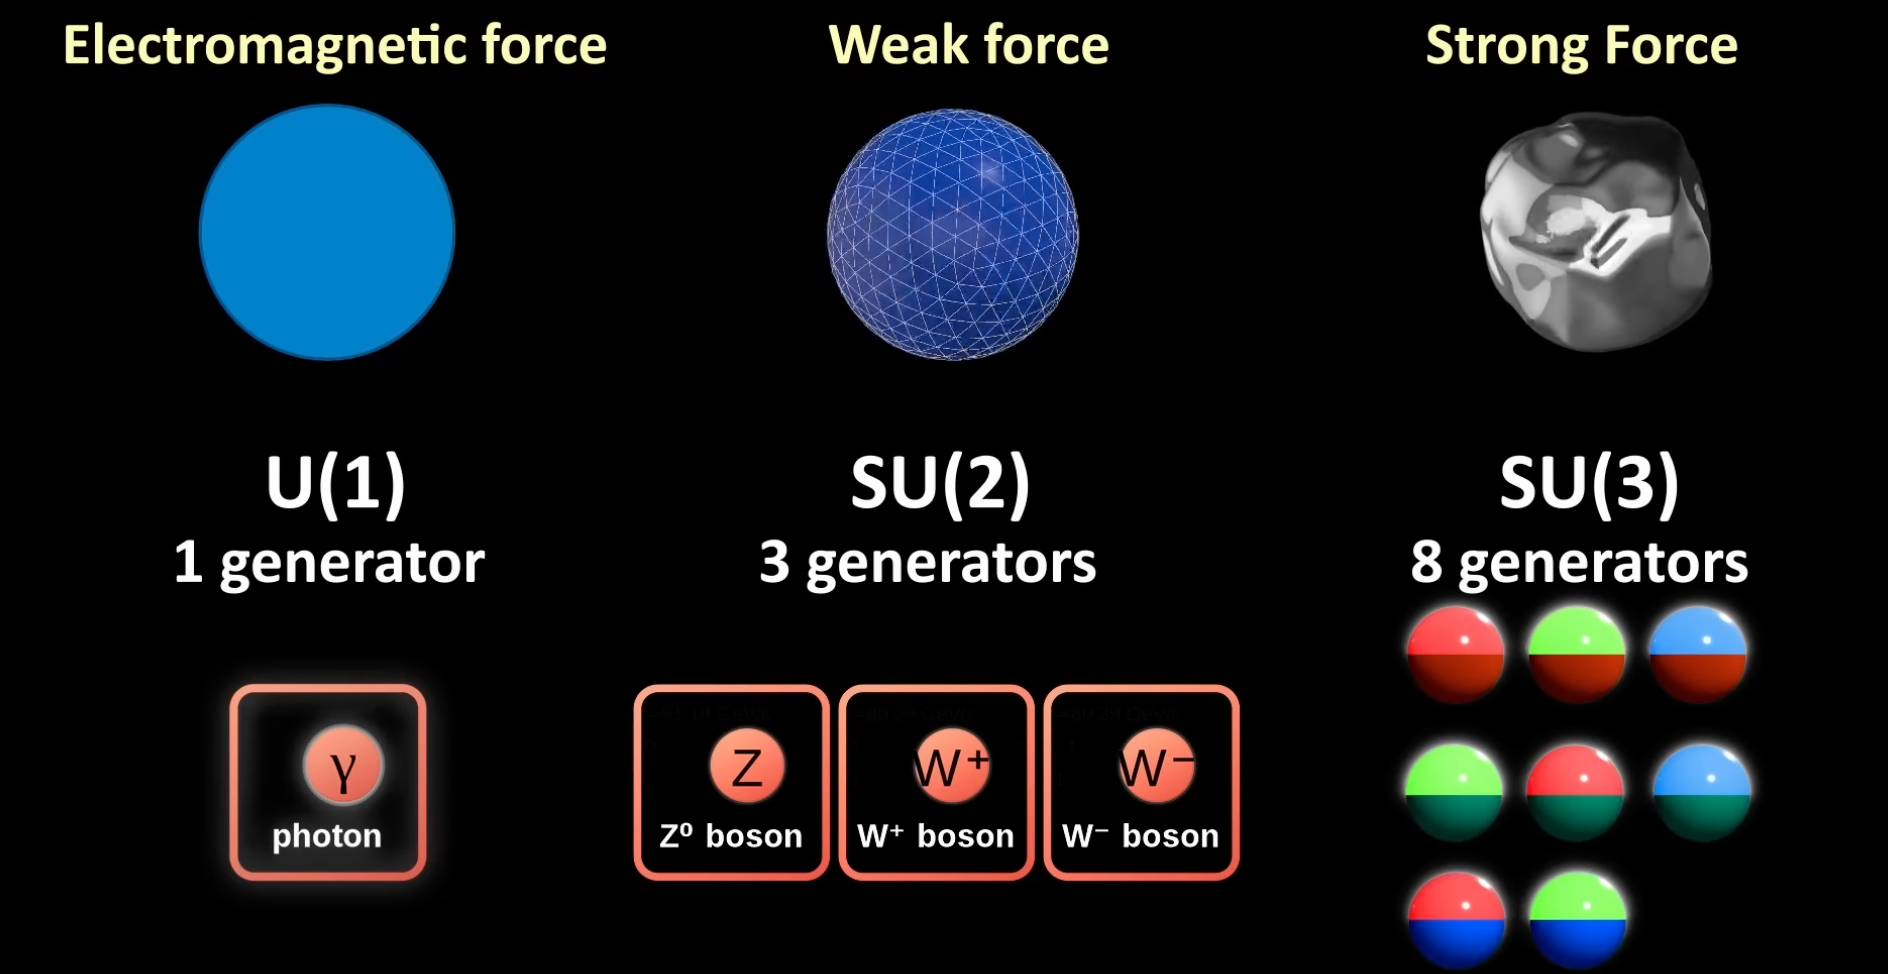 Electromagnetic force
Weak force
Strong Force
U(1)
SU(2)
SU(3)
1 generator
3 generators
8 generators
γ
photon
Z
Z⁰ boson
W⁺
W⁺ boson
W⁻
W⁻ boson